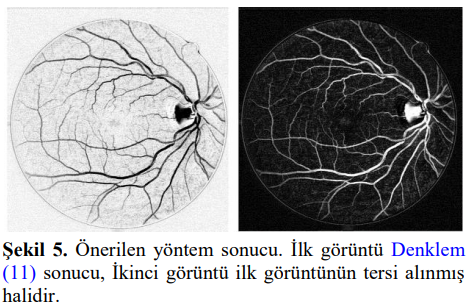 Şekil 5. Önerilen yöntem sonucu. İlk görüntü Denklem
(11) sonucu, İkinci görüntü ilk görüntünün tersi alınmış
halidir.